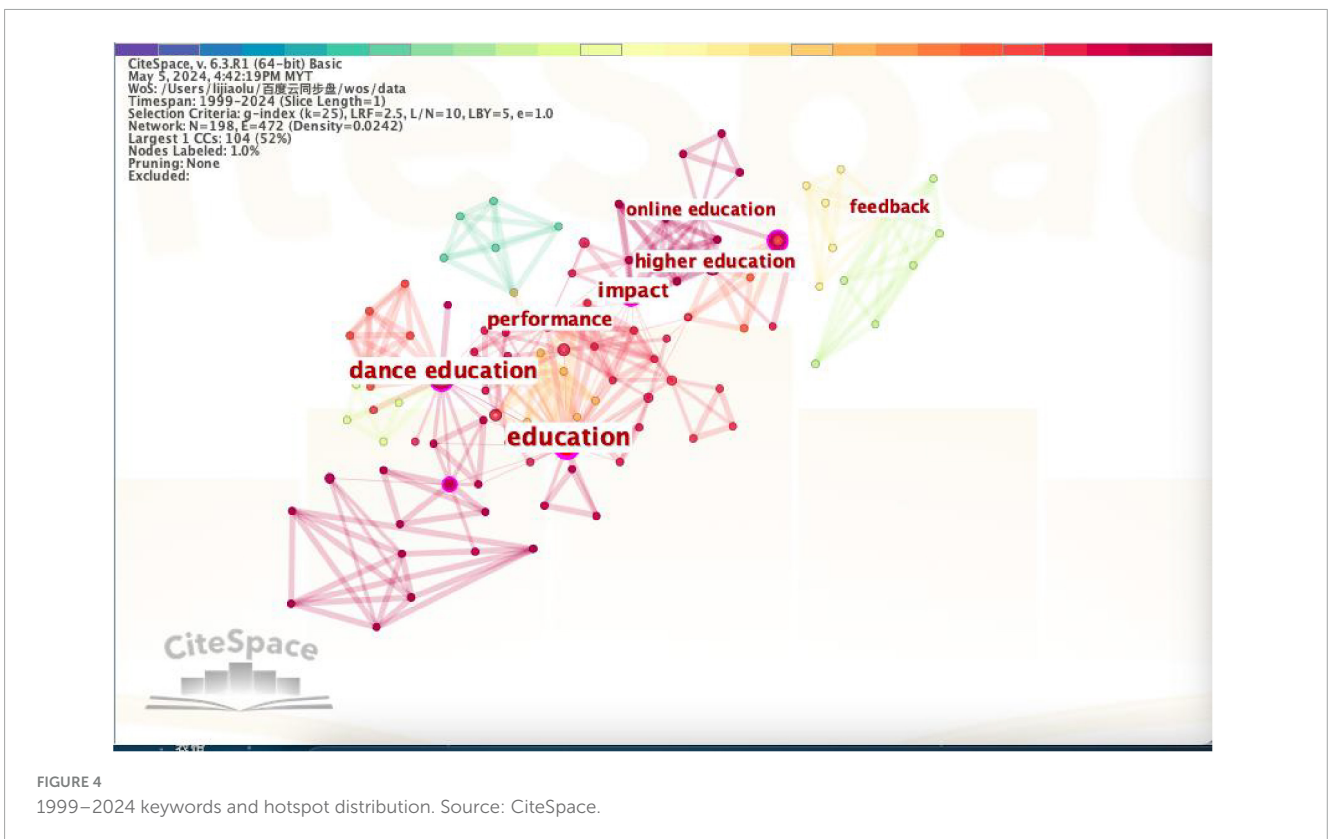 CiteSpace, v. 6.3.R1 (64-bit) Basic
May 5, 2024, 4:42:19PM MYT
WoS: /Users/lijiaolu/百度云同步盘/wos/data
Timespan: 1999-2024 (Slice Length=1)
Selection Criteria: g-index (k=25), LRF=2.5, L/N=10, LBY=5, e=1.0
Network: N=198, E=472 (Density=0.0242)
Largest 1 CCs: 104 (52%)
Nodes Labeled: 1.0%
Pruning: None
Excluded:
online education
feedback
higher education
impact
performance
dance education
education
CiteSpace
FIGURE 4
1999–2024 keywords and hotspot distribution. Source: CiteSpace.